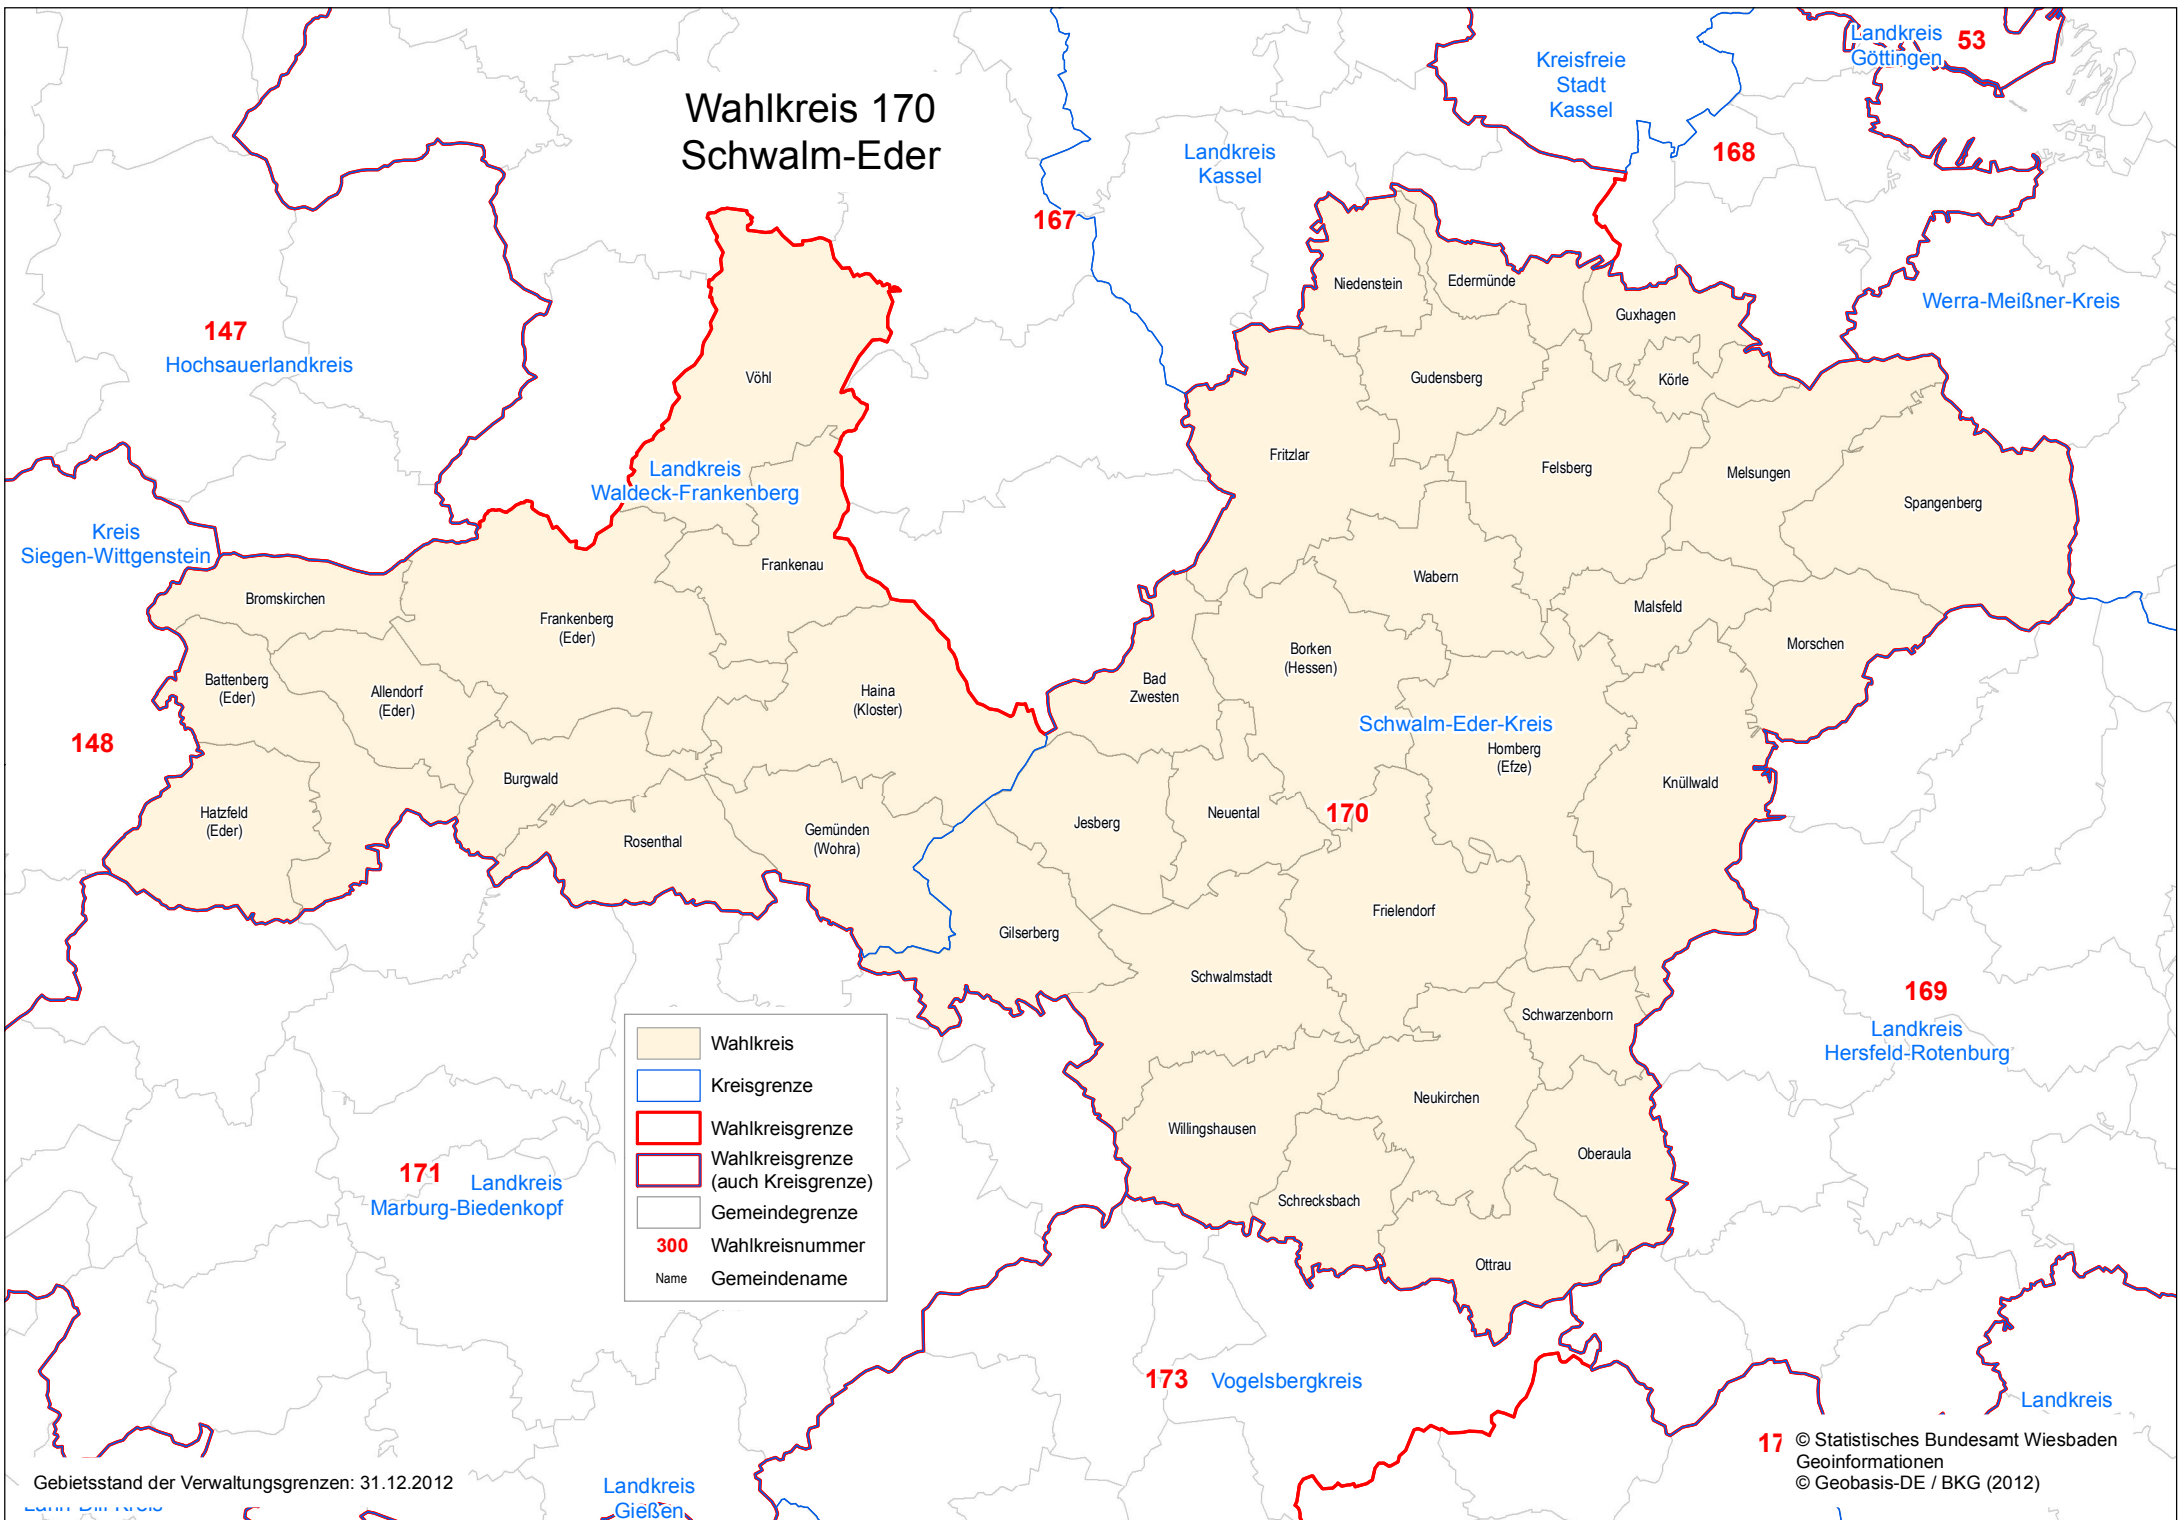 Wahlkreis 170
Schwalm-Eder
Landkreis
Göttingen
53
Kreisfreie
Stadt
Kassel
168
Landkreis
Kassel
167
Werra-Meißner-Kreis
147
Hochsauerlandkreis
Niedenstein
Edermünde
Guxhagen
Körle
Gudensberg
Vöhl
Fritzlar
Felsberg
Melsungen
Spangenberg
Landkreis
Waldeck-Frankenberg
Kreis
Siegen-Wittgenstein
Frankenau
Wabern
Malsfeld
Morschen
Bromskirchen
Frankenberg
(Eder)
Borken
(Hessen)
Battenberg
(Eder)
Allendorf
(Eder)
Haina
(Kloster)
Bad
Zwesten
148
Schwalm-Eder-Kreis
Homberg
(Efze)
Knüllwald
Burgwald
Hatzfeld
(Eder)
Rosenthal
Gemünden
(Wohra)
Jesberg
Neuental
170
Frielendorf
Gilserberg
Schwalmstadt
Schwarzenborn
169
Landkreis
Hersfeld-Rotenburg
Neukirchen
Willingshausen
Oberaula
Schrecksbach
Ottrau
171
Landkreis
Marburg-Biedenkopf
Wahlkreis
Kreisgrenze
Wahlkreisgrenze
Wahlkreisgrenze
(auch Kreisgrenze)
Gemeindegrenze
300 Wahlkreisnummer
Name Gemeindename
173
Vogelsbergkreis
Landkreis
17
© Statistisches Bundesamt Wiesbaden
Geoinformationen
© Geobasis-DE / BKG (2012)
Gebietsstand der Verwaltungsgrenzen: 31.12.2012
Lahn-Dill-Kreis
Landkreis
Gießen